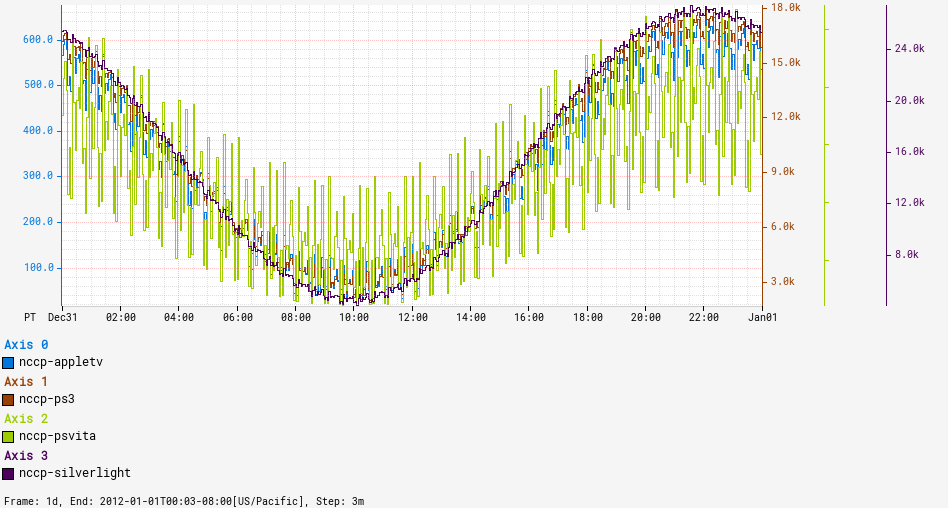 18.0k
600.0
24.0k
15.0k
500.0
20.0k
12.0k
400.0
16.0k
300.0
9.0k
12.0k
200.0
6.0k
8.0k
100.0
3.0k
PT Dec31 02:00 04:00 06:00 08:00 10:00 12:00 14:00 16:00 18:00 20:00 22:00 Jan01
Axis 0
nccp-appletv
Axis 1
nccp-ps3
Axis 2
nccp-psvita
Axis 3
nccp-silverlight
Frame: 1d, End: 2012-01-01T00:03-08:00[US/Pacific], Step: 3m